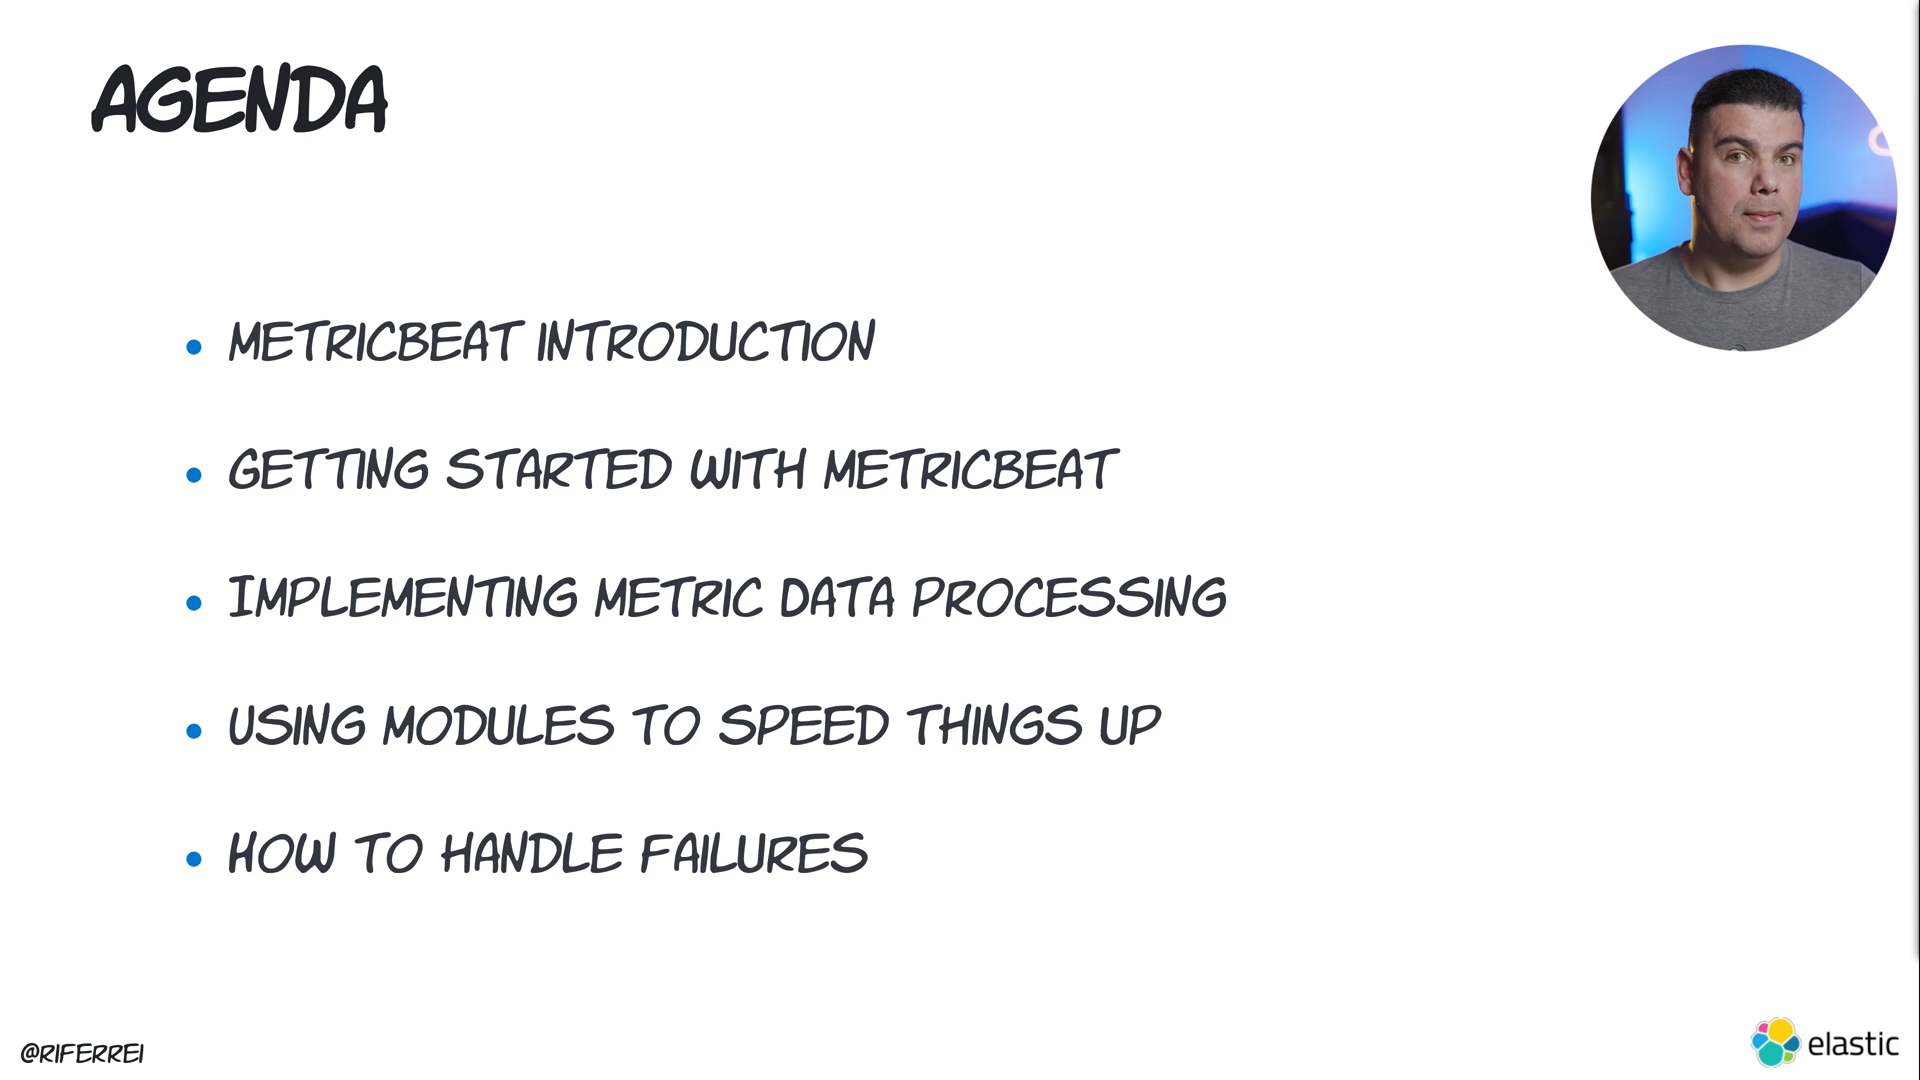 AGENDA
METRICBEAT INTRODUCTION
GETTING STARTED WITH METRICBEAT
IMPLEMENTING METRIC DATA PROCESSING
USING MODULES TO SPEED THINGS UP
HOW TO HANDLE FAILURES
@RIFERREI
elastic